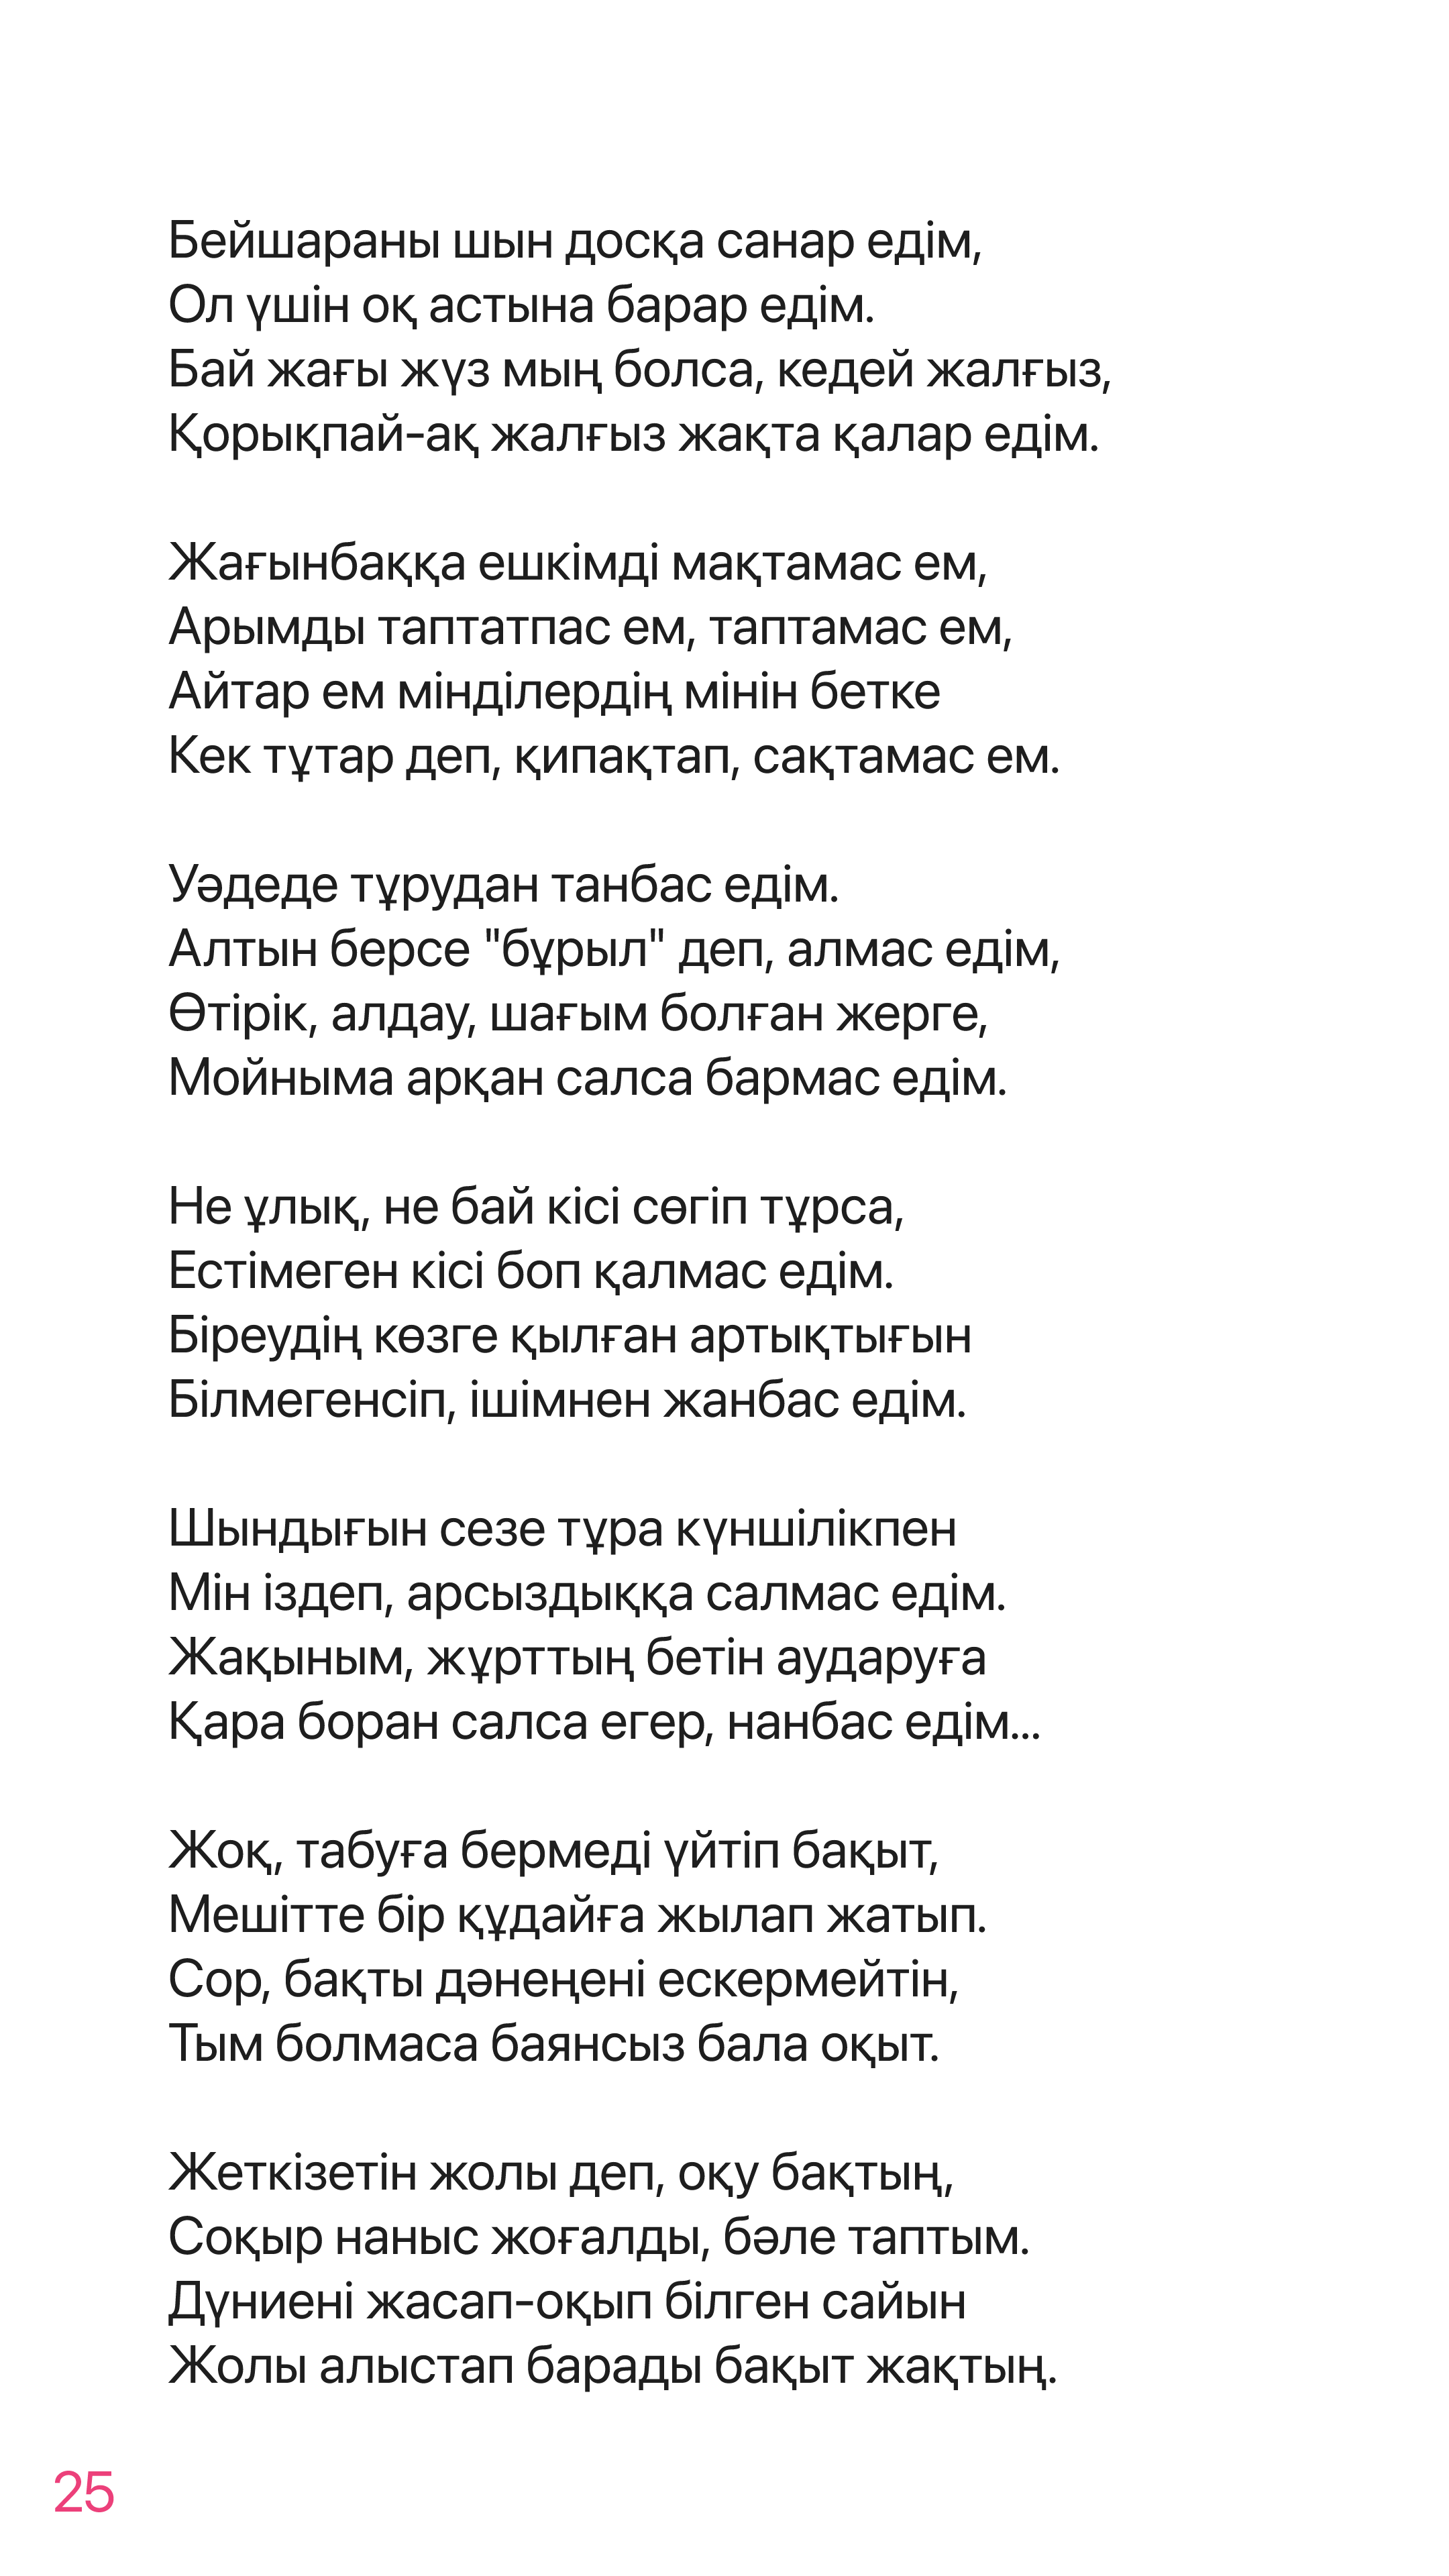 Бейшараны шын досқа санар едім,
Ол үшін оқ астына барар едім.
Бай жағы жүз мың болса, кедей жалғыз,
Қорықпай-ақ жалғыз жақта қалар едім.

Жағынбаққа ешкімді мақтамас ем,
Арымды таптатпас ем, таптамас ем,
Айтар ем мінділердің мінін бетке
Кек тұтар деп, қипақтап, сақтамас ем.

Уәдеде тұрудан танбас едім.
Алтын берсе "бұрыл" деп, алмас едім,
Өтірік, алдау, шағым болған жерге,
Мойныма арқан салса бармас едім.

Не ұлық, не бай кісі сөгіп тұрса,
Естімеген кісі боп қалмас едім.
Біреудің көзге қылған артықтығын
Білмегенсіп, ішімнен жанбас едім.

Шындығын сезе тұра күншілікпен
Мін іздеп, арсыздыққа салмас едім.
Жақыным, жұрттың бетін аударуға
Қара боран салса егер, нанбас едім...

Жоқ, табуға бермеді үйтіп бақыт,
Мешітте бір құдайға жылап жатып.
Сор, бақты дәнеңені ескермейтін,
Тым болмаса баянсыз бала оқыт.

Жеткізетін жолы деп, оқу бақтың,
Соқыр наныс жоғалды, бәле таптым.
Дүниені жасап-оқып білген сайын
Жолы алыстап барады бақыт жақтың.

25